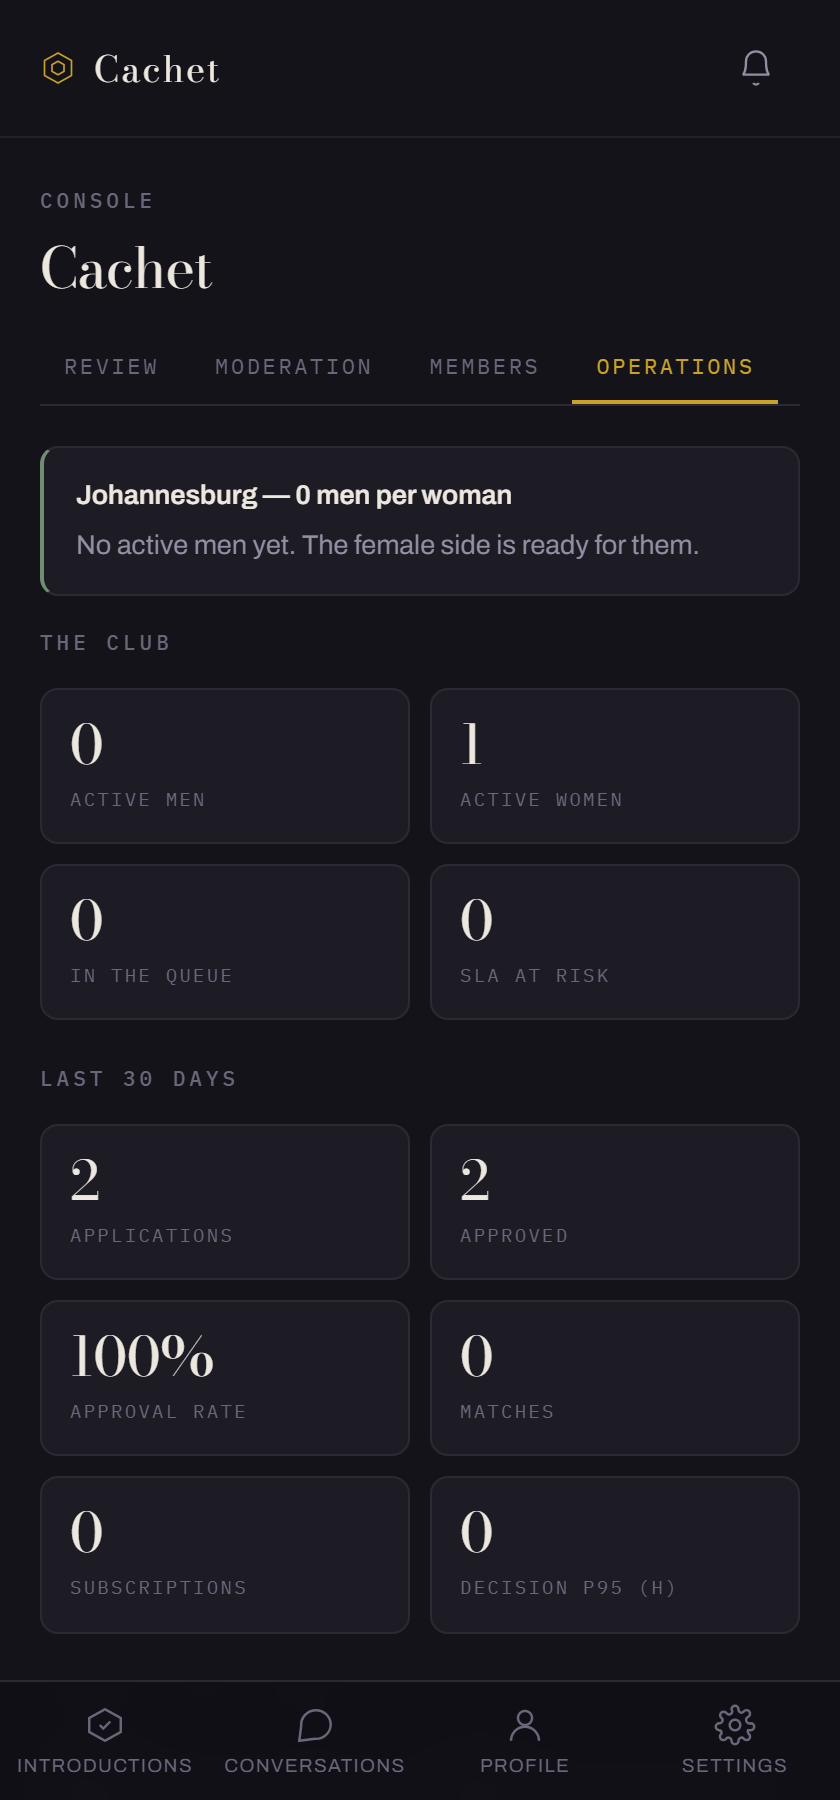 Cachet
CONSOLE
Cachet
REVIEW MODERATION MEMBERS OPERATIONS
Johannesburg — 0 men per woman
No active men yet. The female side is ready for them.
THE CLUB
0 1
ACTIVE MEN ACTIVE WOMEN
0 0
IN THE QUEUE SLA AT RISK
LAST 30 DAYS
2 2
APPLICATIONS APPROVED
100% 0
APPROVAL RATE MATCHES
0 0
SUBSCRIPTIONS DECISION P95 (H)
INTRODUCTIONS CONVERSATIONS PROFILE SETTINGS